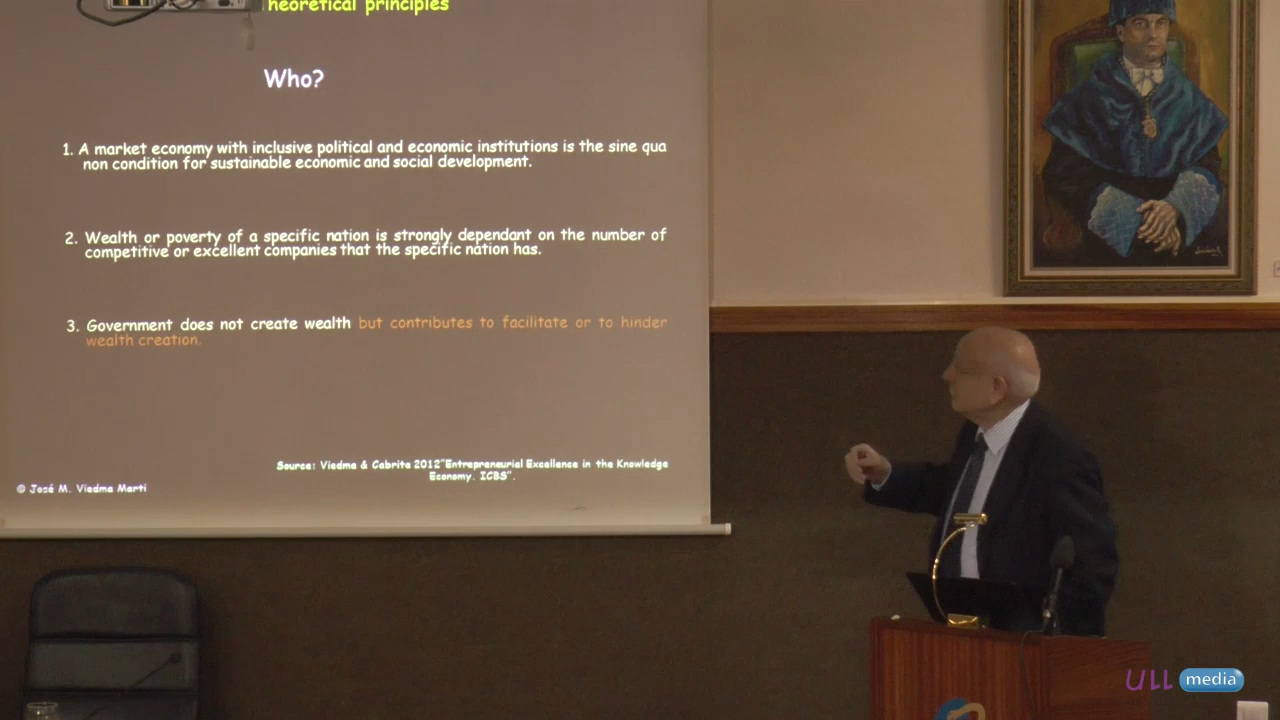 heoretical principles
Who?
1. A market economy with inclusive political and economic institutions is the sine qua
non condition for sustainable economic and social development.
2. Wealth or poverty of a specific nation is strongly dependant on the number of
competitive or excellent companies that the specific nation has.
3. Government does not create wealth but contributes to facilitate or to hinder
wealth creation.
Source: Viedma & Cabrita 2012"Entrepreneurial Excellence in the Knowledge
Economy. ICBS".
© José M. Viedma Marti
ULL media